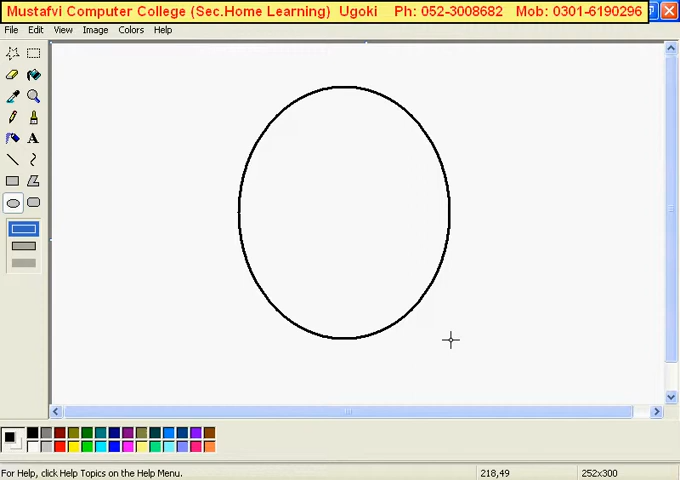 Mustafvi Computer College (Sec.Home Learning) Ugoki Ph: 052-3008682 Mob: 0301-6190296
File Edit View Image Colors Help
A
For Help, click Help Topics on the Help Menu. 218,49 252x300